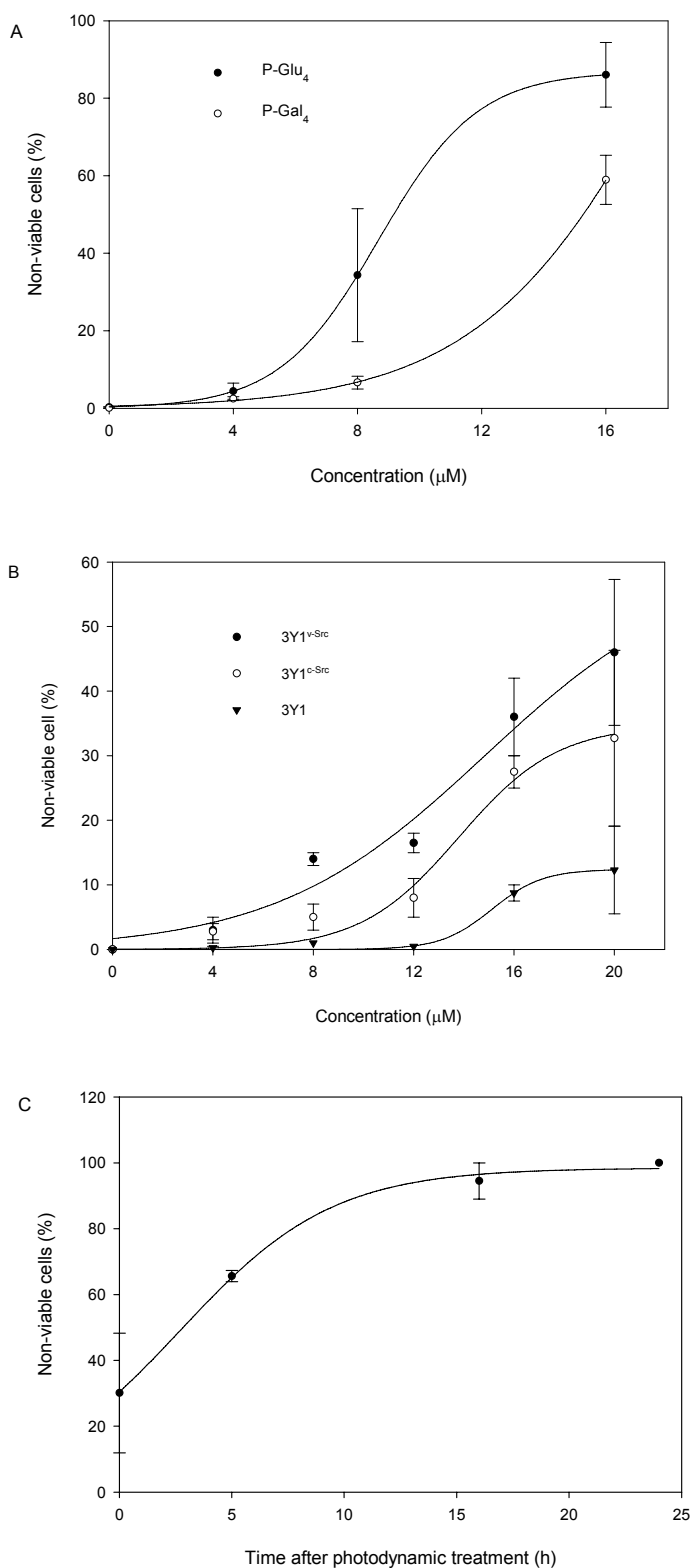 A
100
80
60
40
20
0
Non-viable cells (%)
P-Glu₄
P-Gal₄
0 4 8 12 16
Concentration (μM)
B
60
50
40
30
20
10
0
Non-viable cell (%)
3Y1ᵛ⁻ˢʳᶜ
3Y1ᶜ⁻ˢʳᶜ
3Y1
0 4 8 12 16 20
Concentration (μM)
C
120
100
80
60
40
20
0
Non-viable cells (%)
0 5 10 15 20 25
Time after photodynamic treatment (h)